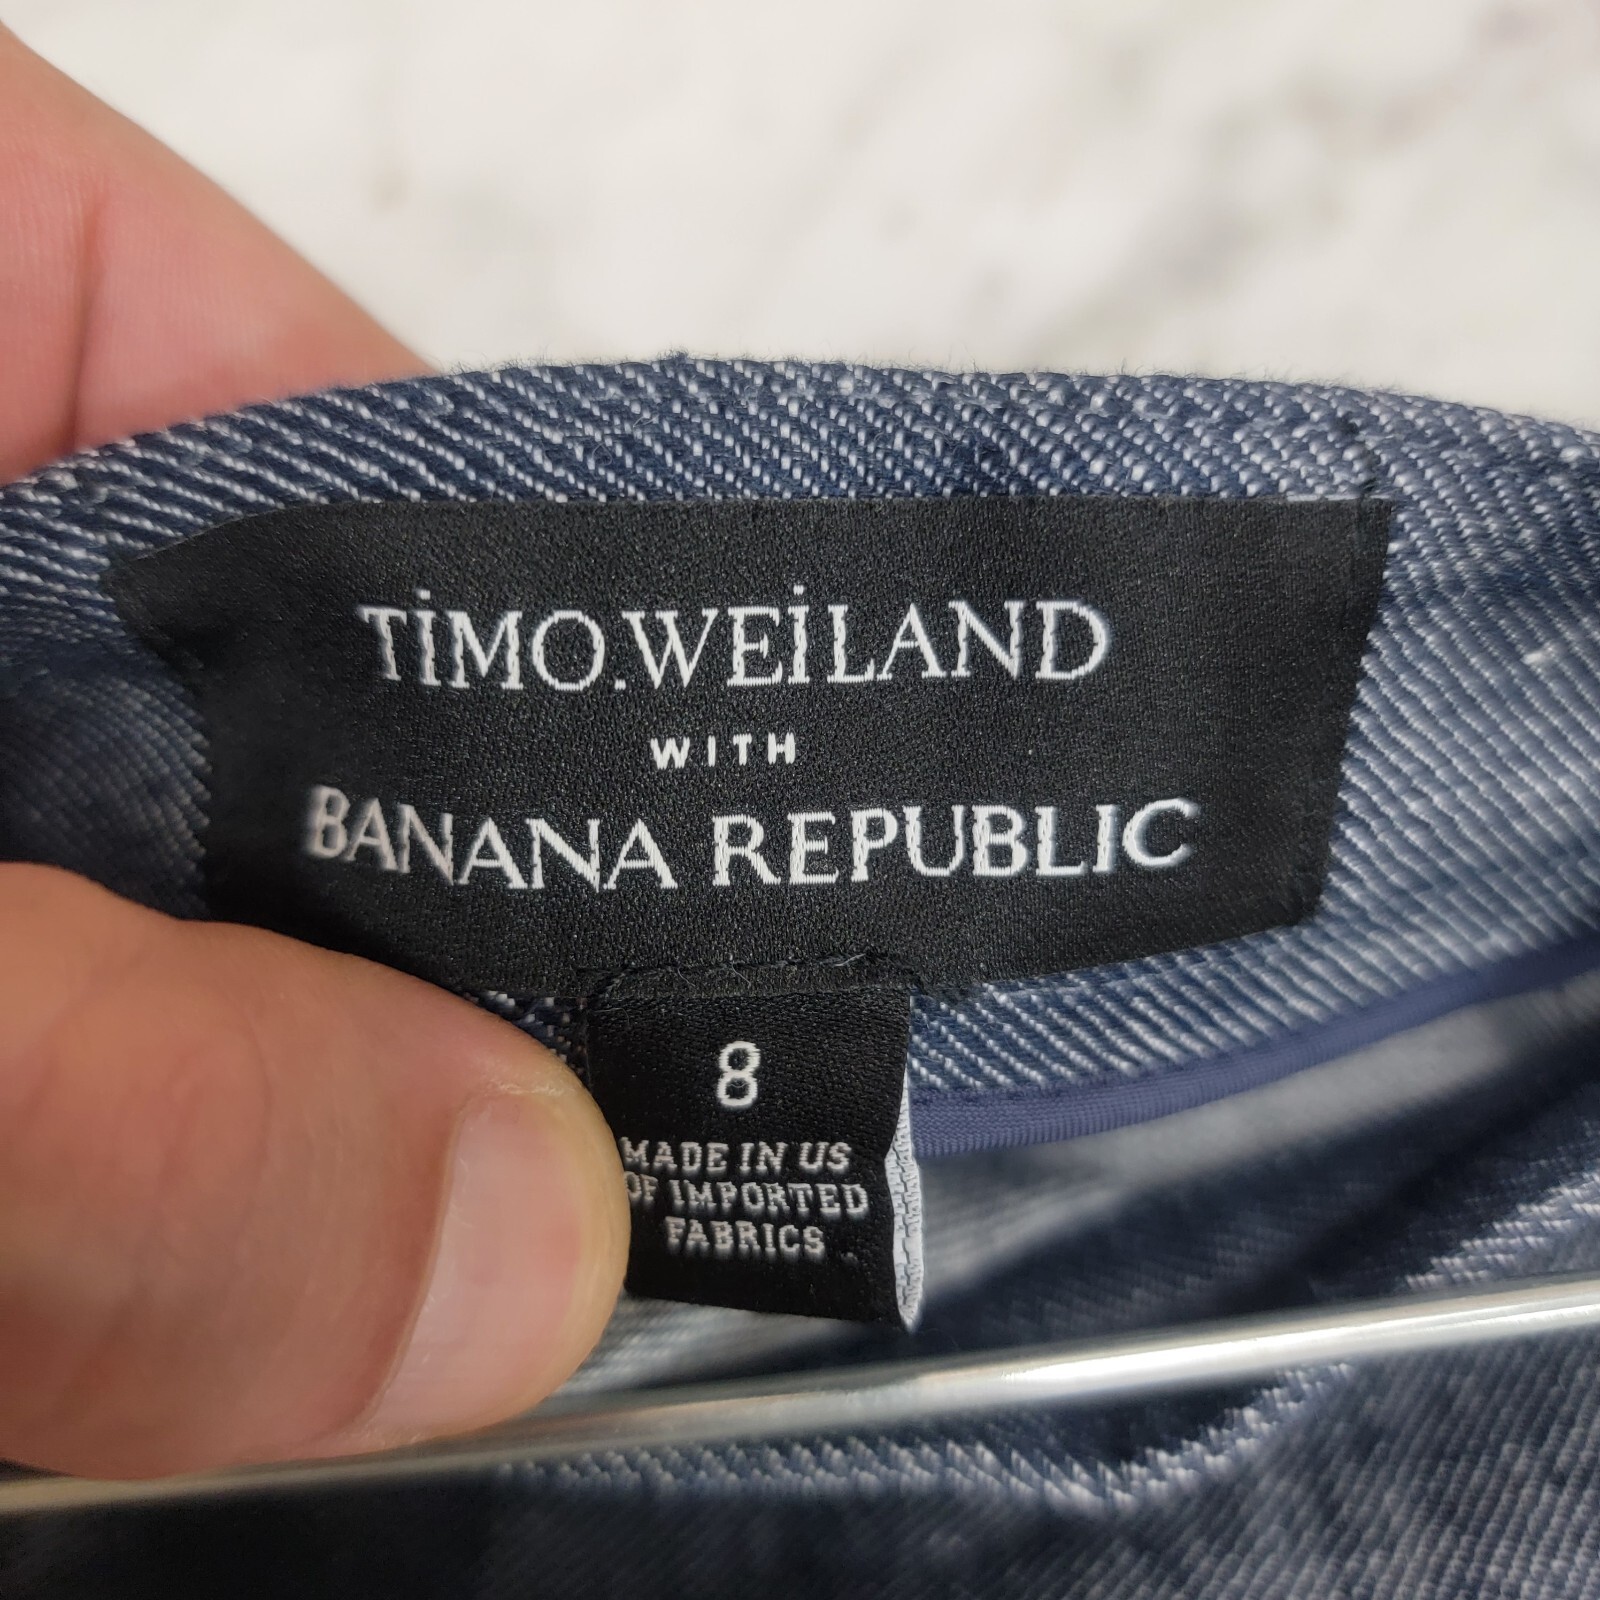 TiMO.WEiLAND
WITH
BANANA REPUBLIC
8
MADE IN US
OF IMPORTED
FABRICS